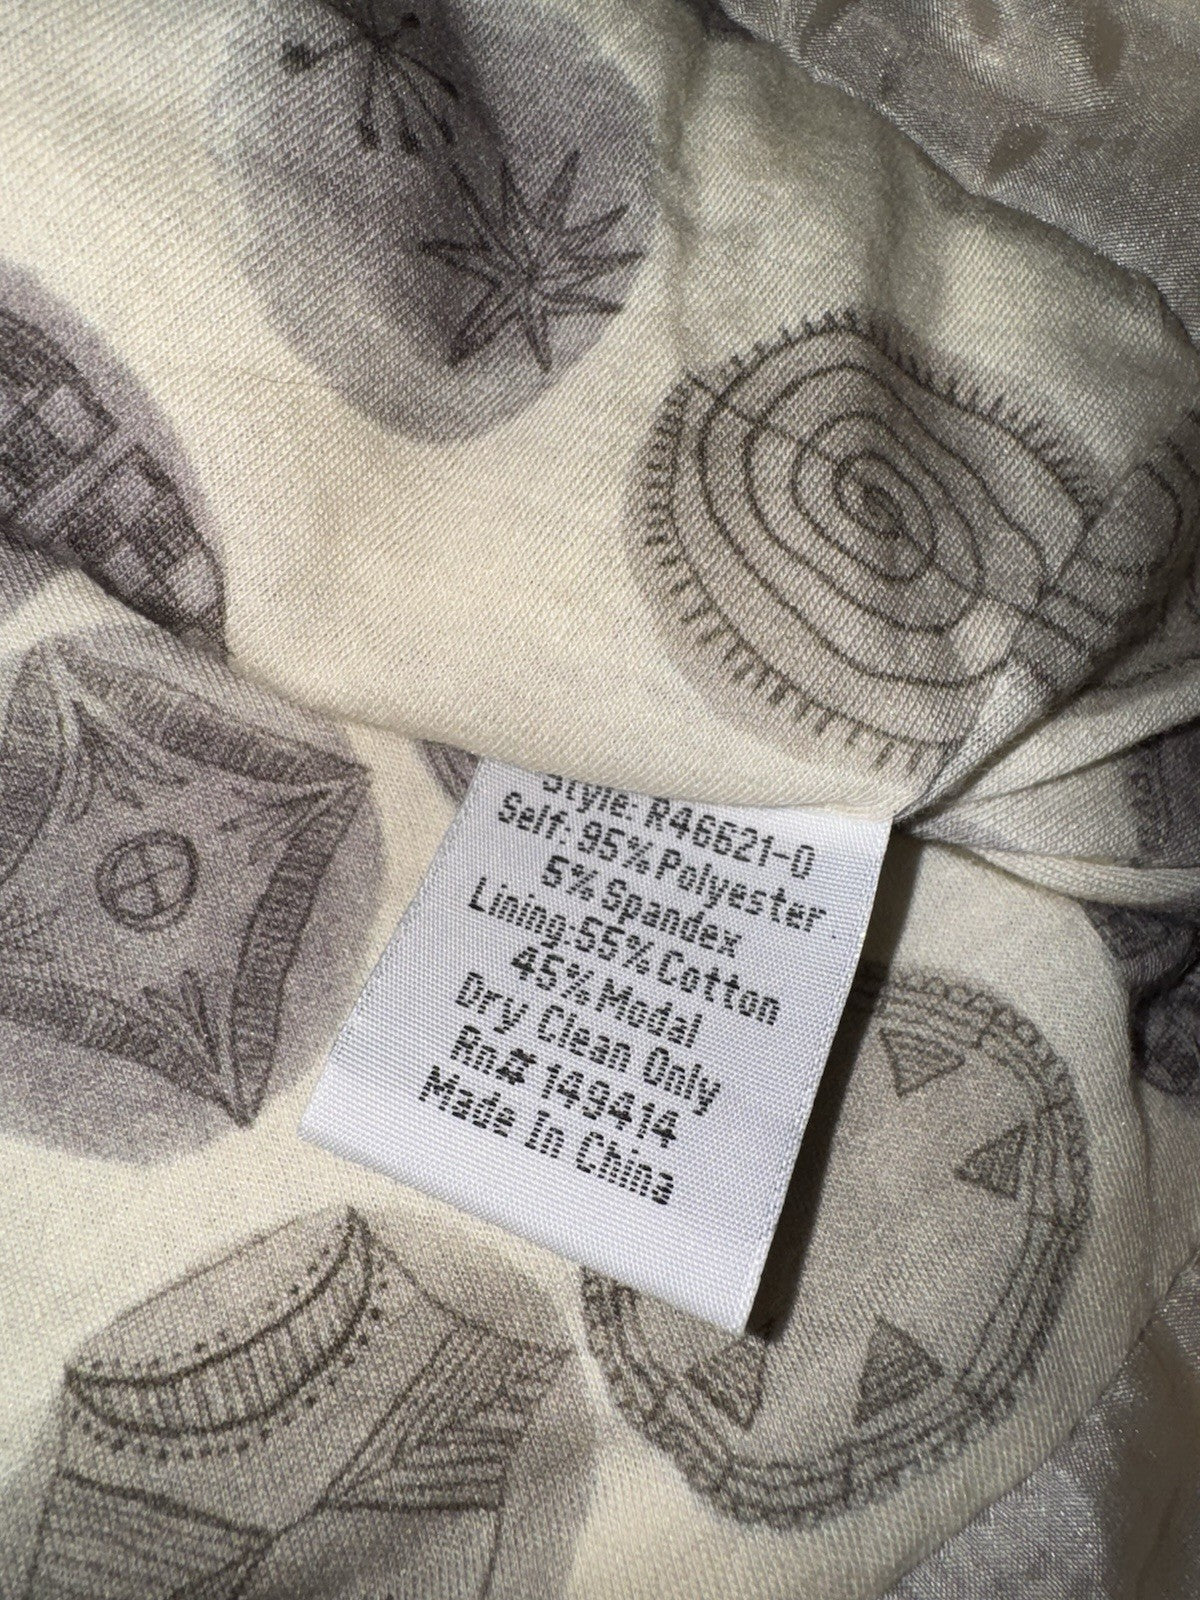 Style: R46621-0
Self: 95% Polyester
5% Spandex
Lining:55% Cotton
45% Modal
Dry Clean Only
Rn# 149414
Made In China